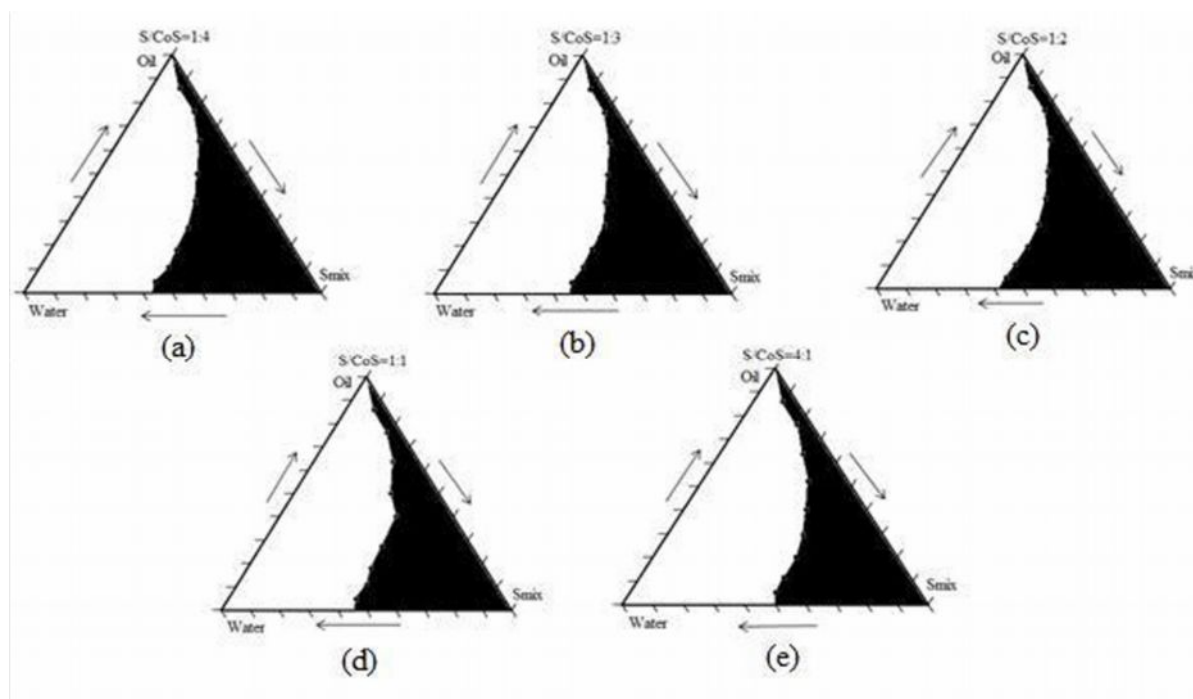 S/CoS=1:4
Oil
Smix
Water
(a)
S/CoS=1:3
Oil
Smix
Water
(b)
S/CoS=1:2
Oil
Smix
Water
(c)
S/CoS=1:1
Oil
Smix
Water
(d)
S/CoS=4:1
Oil
Smix
Water
(e)